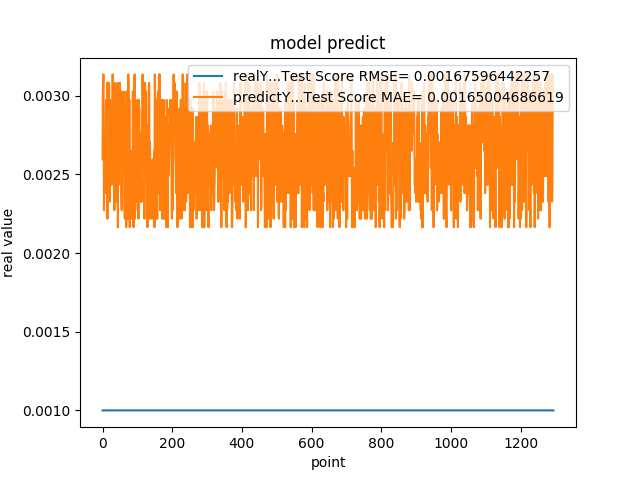 model predict
realY...Test Score RMSE= 0.00167596442257
predictY...Test Score MAE= 0.00165004686619
0.0030
0.0025
0.0020
0.0015
0.0010
real value
0 200 400 600 800 1000 1200
point